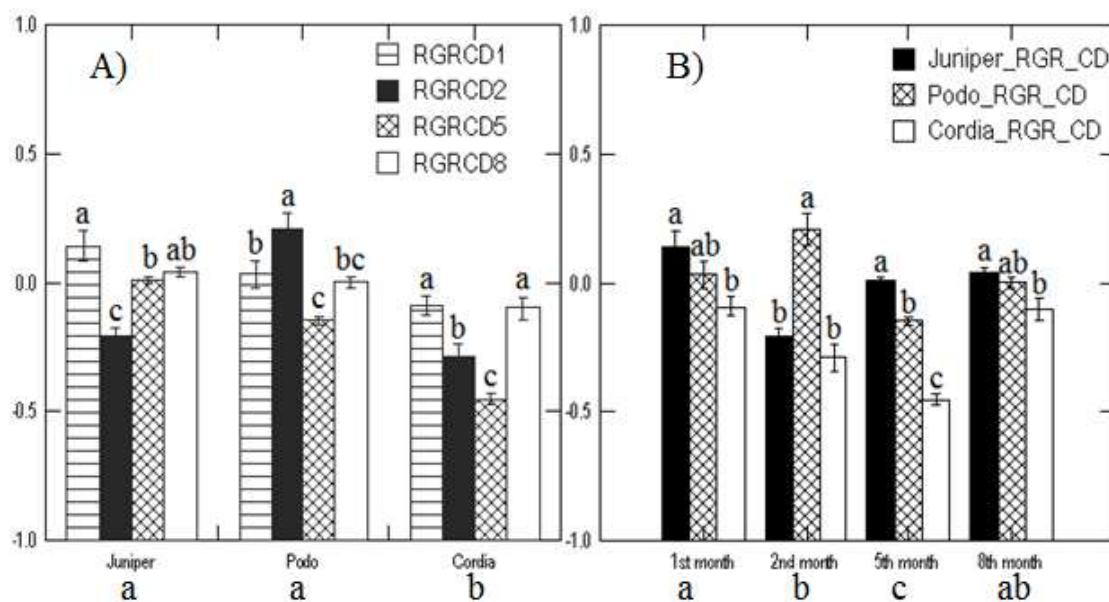 A)
RGRCD1
RGRCD2
RGRCD5
RGRCD8
1.0
0.5
0.0
-0.5
-1.0
a
c
b
ab
b
a
c
bc
a
b
c
a
Juniper
Podo
Cordia
a
a
b
B)
Juniper_RGR_CD
Podo_RGR_CD
Cordia_RGR_CD
1.0
0.5
0.0
-0.5
-1.0
a
ab
b
b
a
b
a
b
c
a
ab
b
1st month
2nd month
5th month
8th month
a
b
c
ab